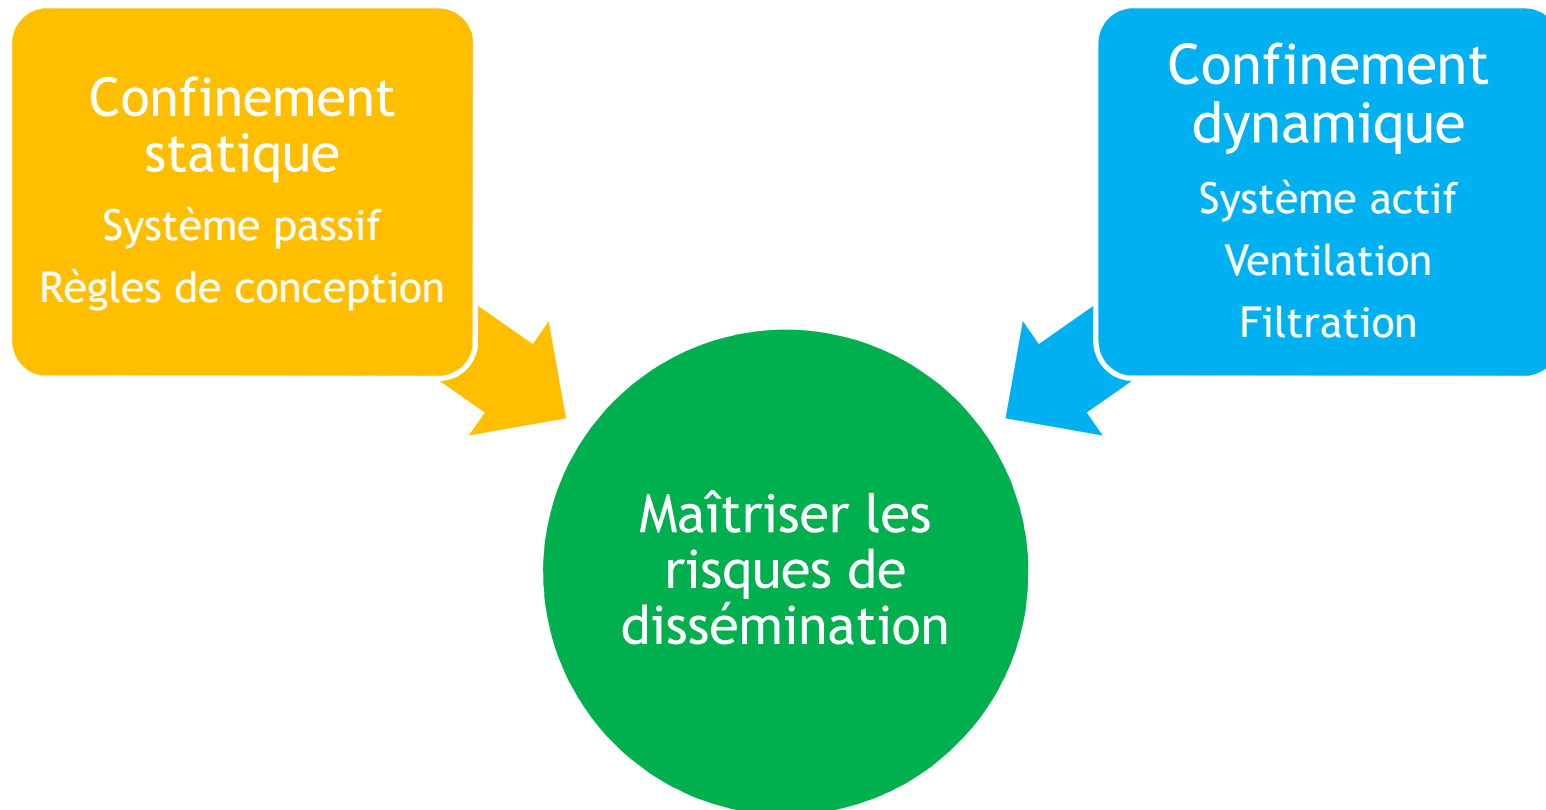 Confinement
statique
Système passif
Règles de conception
Confinement
dynamique
Système actif
Ventilation
Filtration
Maîtriser les
risques de
dissémination